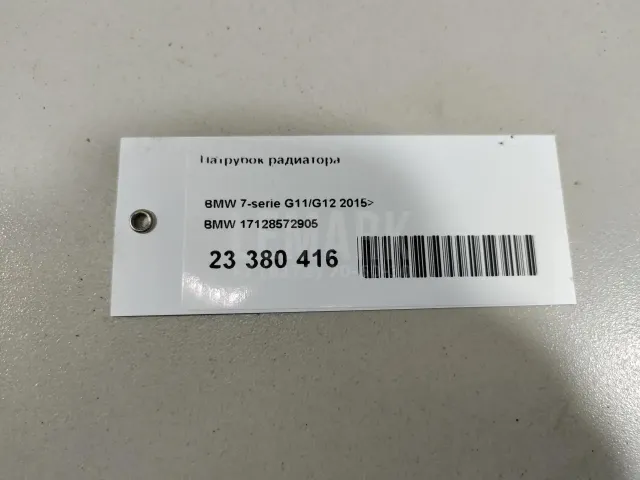 Патрубок радиатора
BMW 7-serie G11/G12 2015>
BMW 17128572905
23 380 416